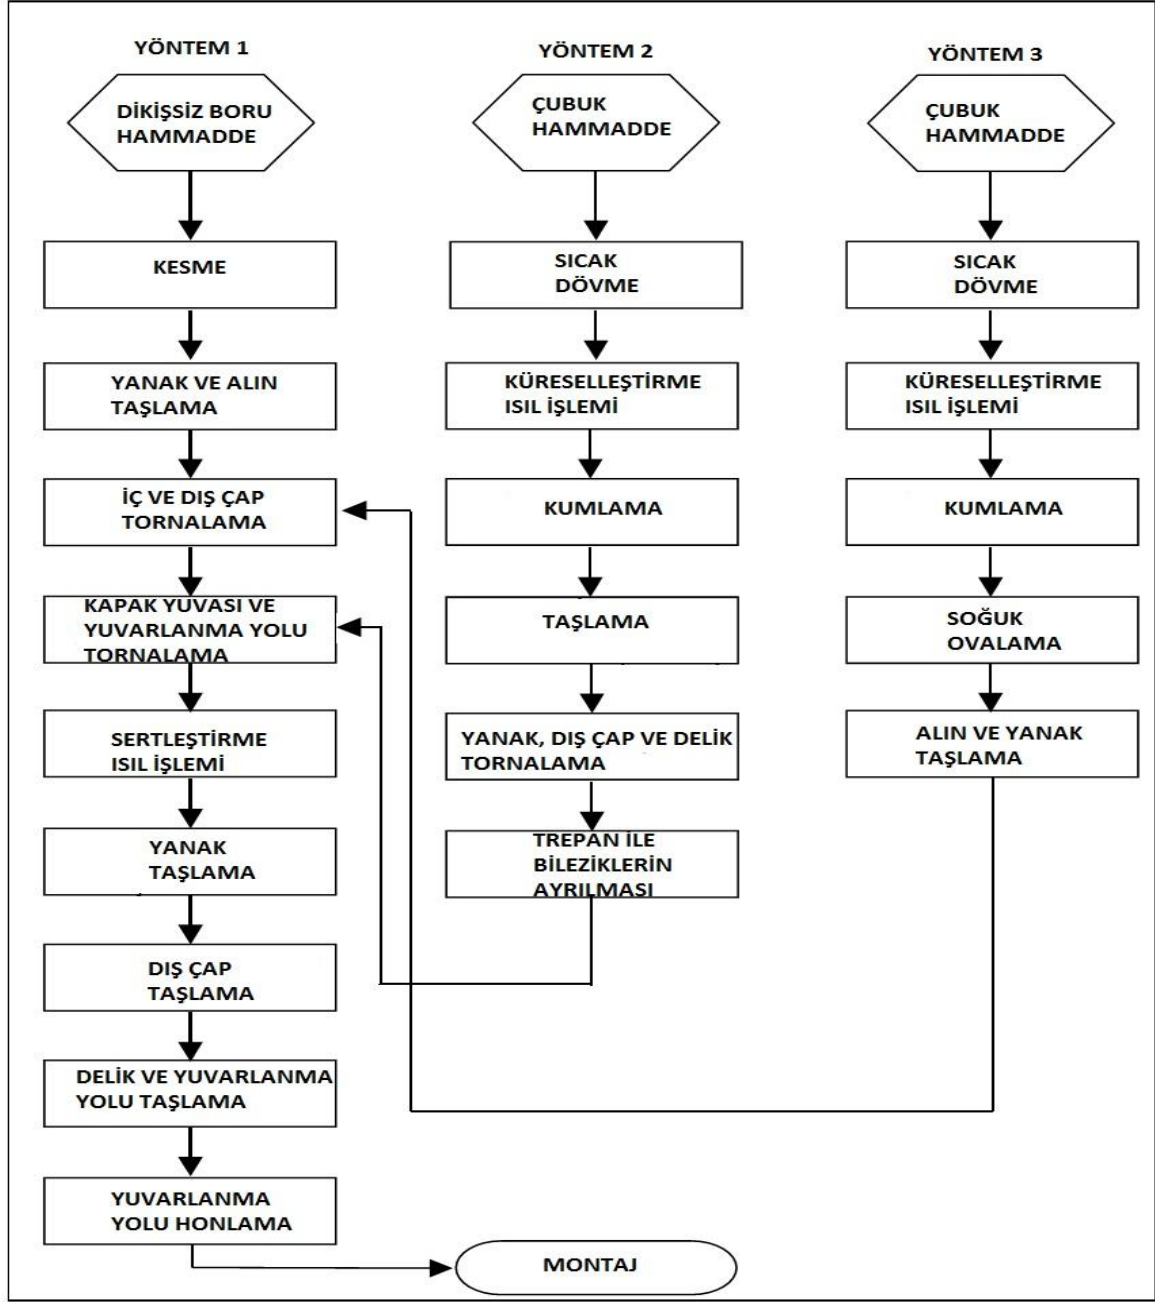 YÖNTEM 1
DİKİŞSİZ BORU
HAMMADDE
KESME
YANAK VE ALIN
TAŞLAMA
İÇ VE DIŞ ÇAP
TORNALAMA
KAPAK YUVASI VE
YUVARLANMA YOLU
TORNALAMA
SERTLEŞTİRME
ISIL İŞLEMİ
YANAK
TAŞLAMA
DIŞ ÇAP
TAŞLAMA
DELİK VE YUVARLANMA
YOLU TAŞLAMA
YUVARLANMA
YOLU HONLAMA
YÖNTEM 2
ÇUBUK
HAMMADDE
SICAK
DÖVME
KÜRESELLEŞTİRME
ISIL İŞLEMİ
KUMLAMA
TAŞLAMA
YANAK, DIŞ ÇAP VE DELİK
TORNALAMA
TREPAN İLE
BİLEZİKLERİN
AYRILMASI
YÖNTEM 3
ÇUBUK
HAMMADDE
SICAK
DÖVME
KÜRESELLEŞTİRME
ISIL İŞLEMİ
KUMLAMA
SOĞUK
OVALAMA
ALIN VE YANAK
TAŞLAMA
MONTAJ